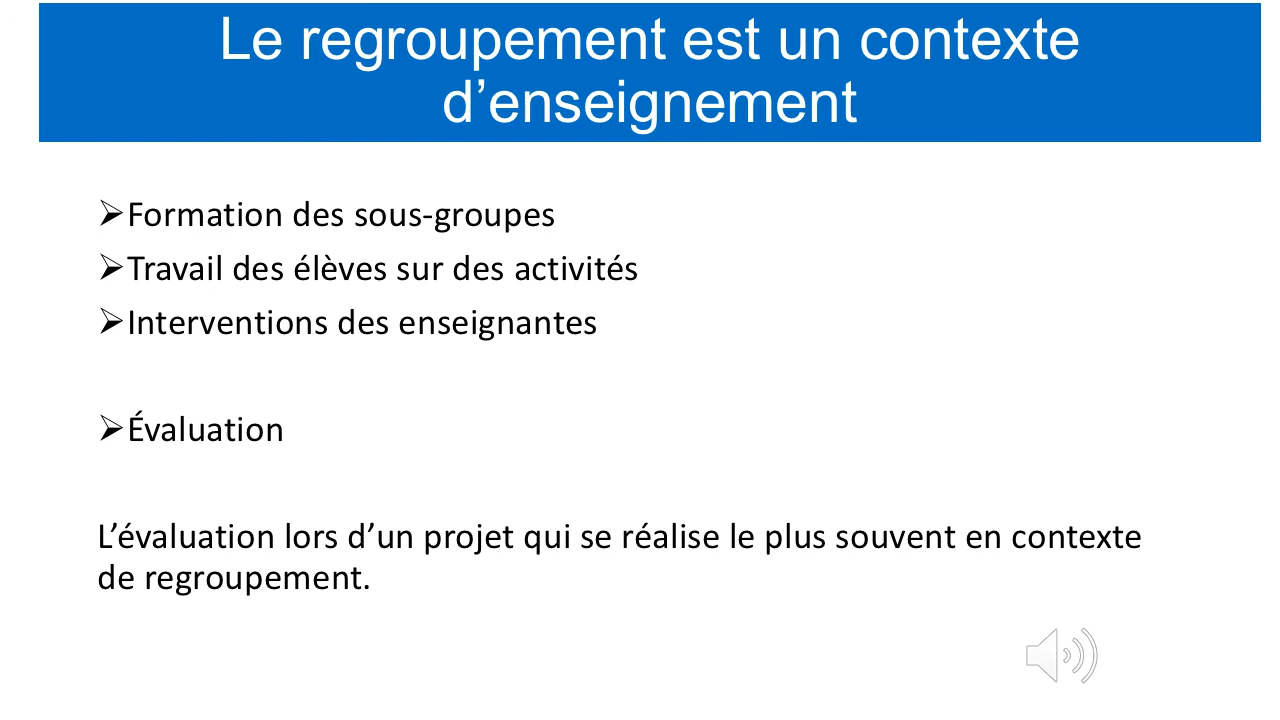 Le regroupement est un contexte
d’enseignement
➢Formation des sous-groupes
➢Travail des élèves sur des activités
➢Interventions des enseignantes
➢Évaluation
L’évaluation lors d’un projet qui se réalise le plus souvent en contexte
de regroupement.